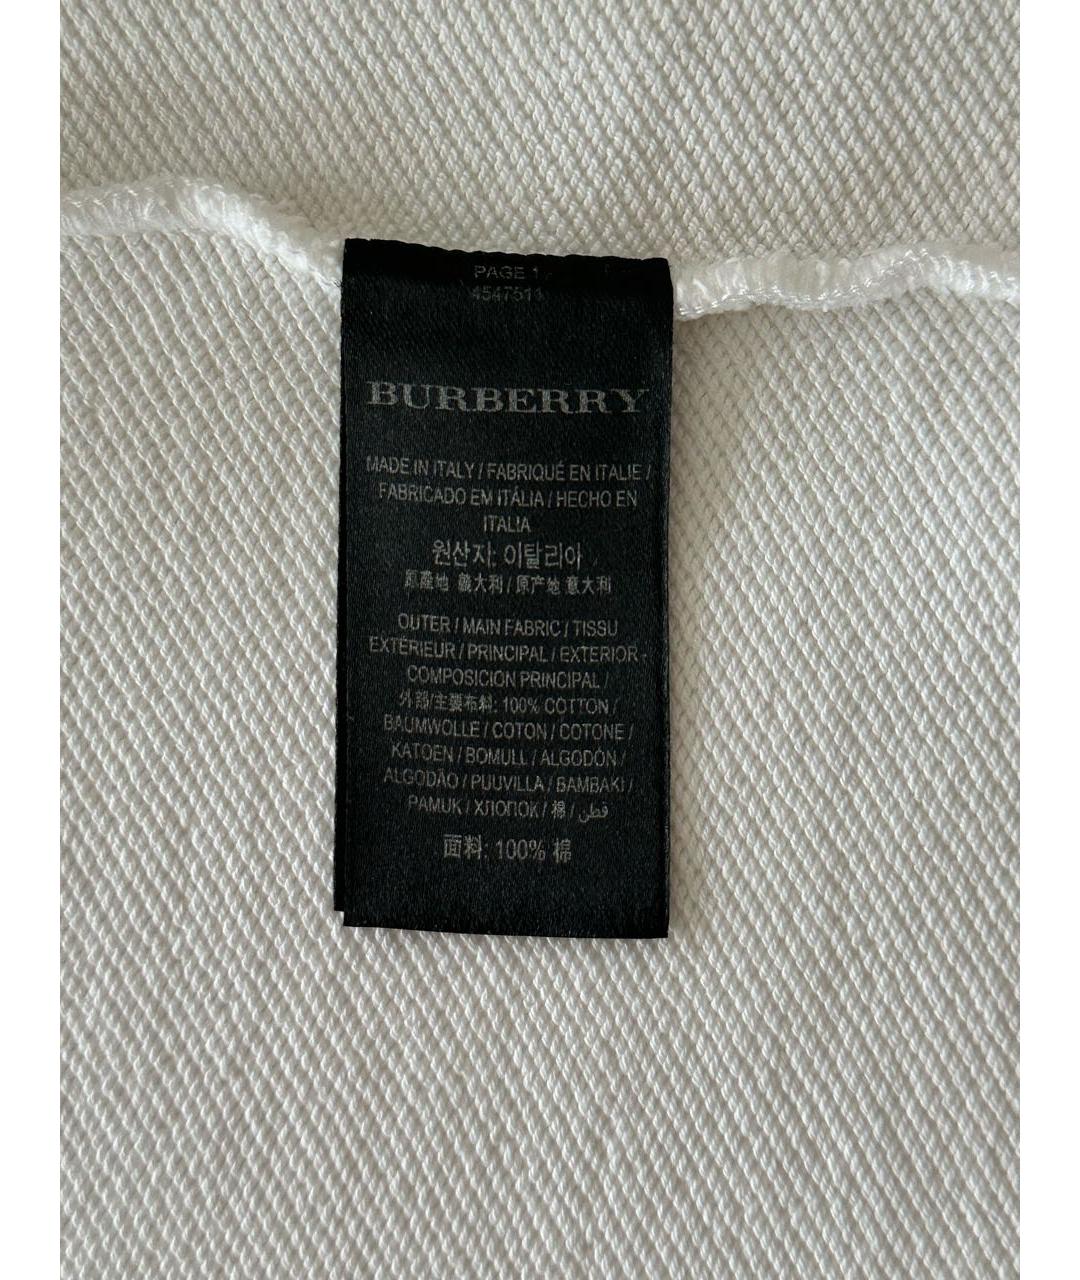 PAGE 1
4547511
BURBERRY
MADE IN ITALY / FABRIQUÉ EN ITALIE /
FABRICADO EM ITÁLIA / HECHO EN
ITALIA
원산지: 이탈리아
原産地 義大利 / 原产地 意大利
OUTER / MAIN FABRIC / TISSU
EXTÉRIEUR / PRINCIPAL / EXTERIOR -
COMPOSICION PRINCIPAL /
外部/主要布料: 100% COTTON /
BAUMWOLLE / COTON / COTONE /
KATOEN / BOMULL / ALGODÓN /
ALGODÃO / PUUVILLA / BAMBAKI /
PAMUK / ХЛОПОК / 棉 / قطن
面料: 100% 棉